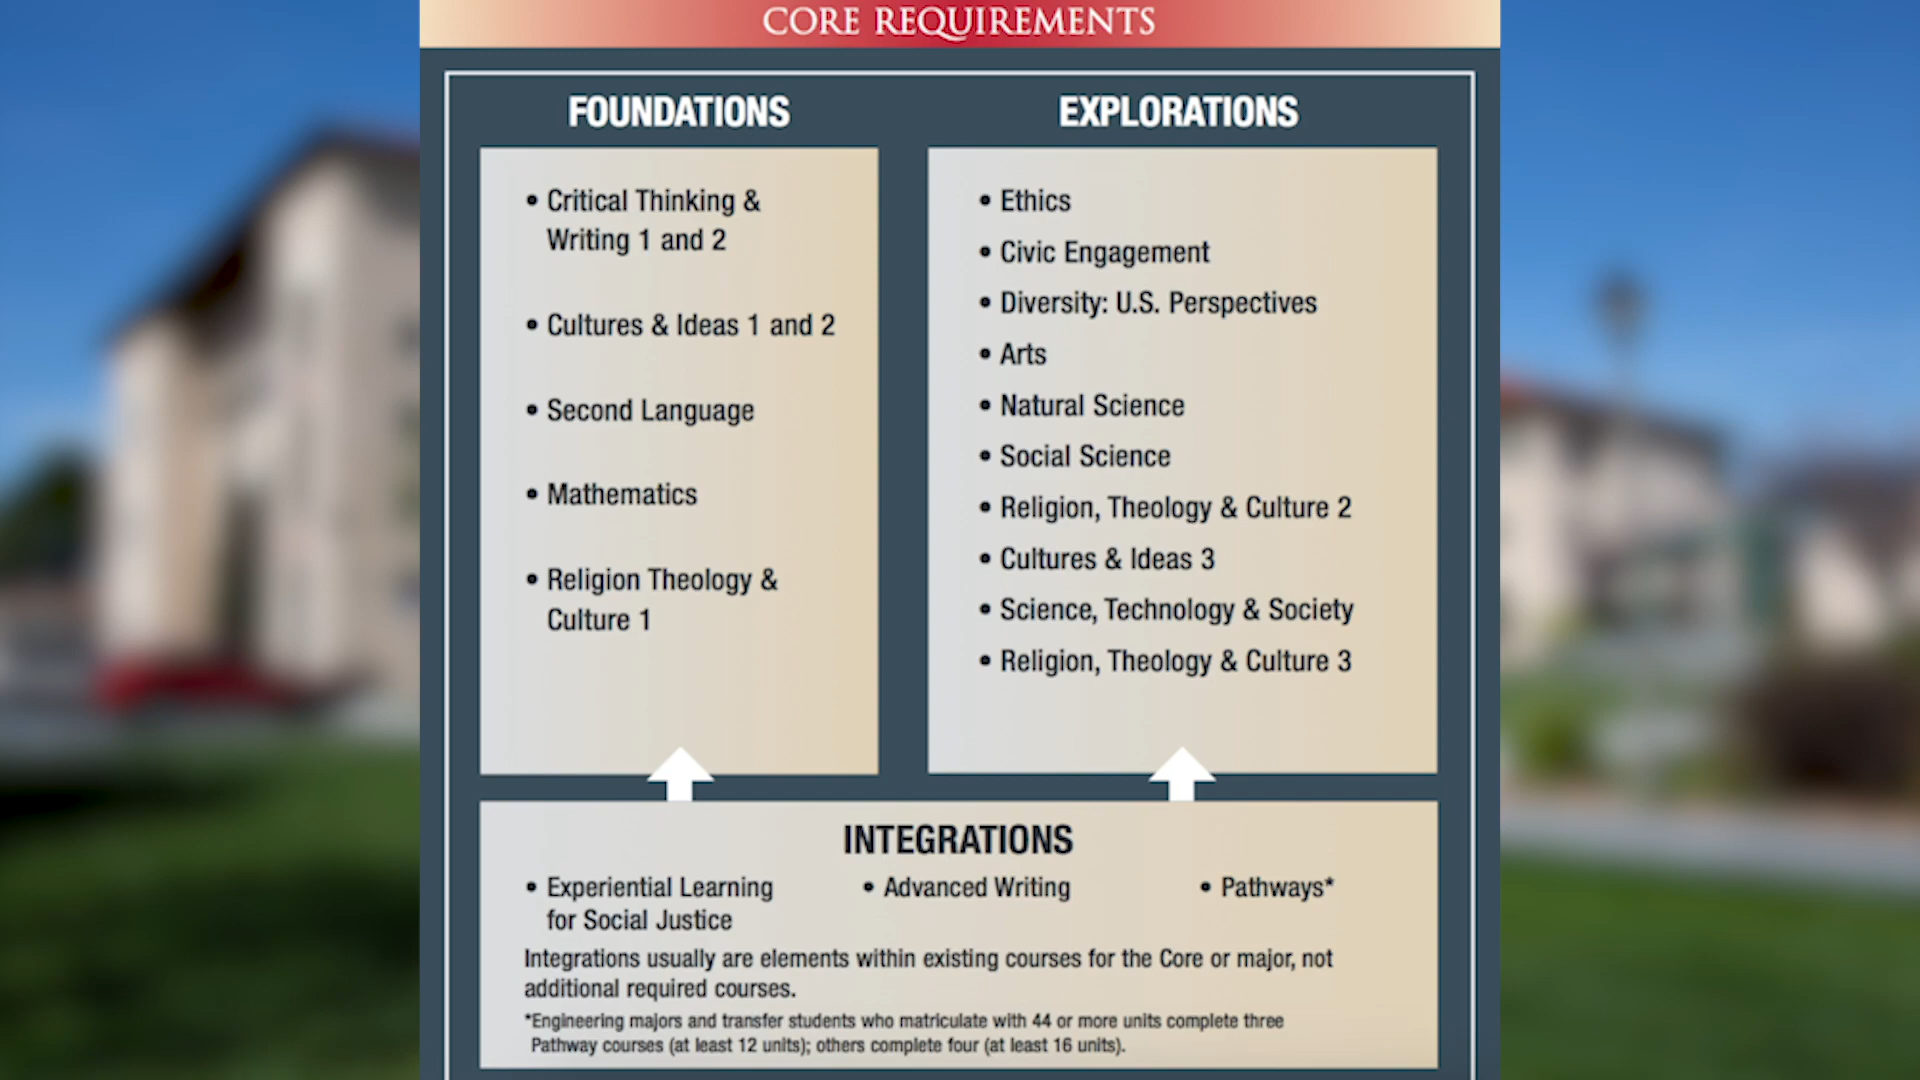 CORE REQUIREMENTS
FOUNDATIONS
• Critical Thinking &
Writing 1 and 2
• Cultures & Ideas 1 and 2
• Second Language
• Mathematics
• Religion Theology &
Culture 1
EXPLORATIONS
• Ethics
• Civic Engagement
• Diversity: U.S. Perspectives
• Arts
• Natural Science
• Social Science
• Religion, Theology & Culture 2
• Cultures & Ideas 3
• Science, Technology & Society
• Religion, Theology & Culture 3
INTEGRATIONS
• Experiential Learning
for Social Justice
• Advanced Writing
• Pathways*
Integrations usually are elements within existing courses for the Core or major, not
additional required courses.
*Engineering majors and transfer students who matriculate with 44 or more units complete three
Pathway courses (at least 12 units); others complete four (at least 16 units).